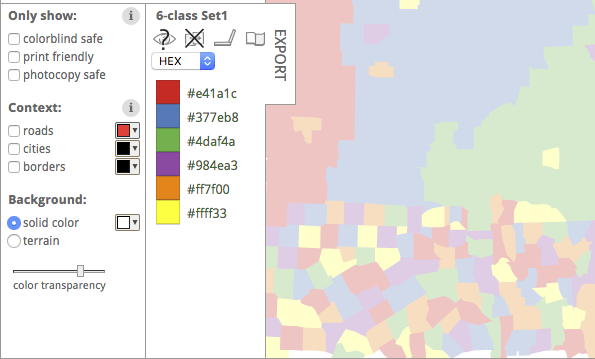 Only show:
i
colorblind safe
print friendly
photocopy safe
Context:
i
roads
cities
borders
Background:
solid color
terrain
color transparency
6-class Set1
?
HEX
#e41a1c
#377eb8
#4daf4a
#984ea3
#ff7f00
#ffff33
EXPORT